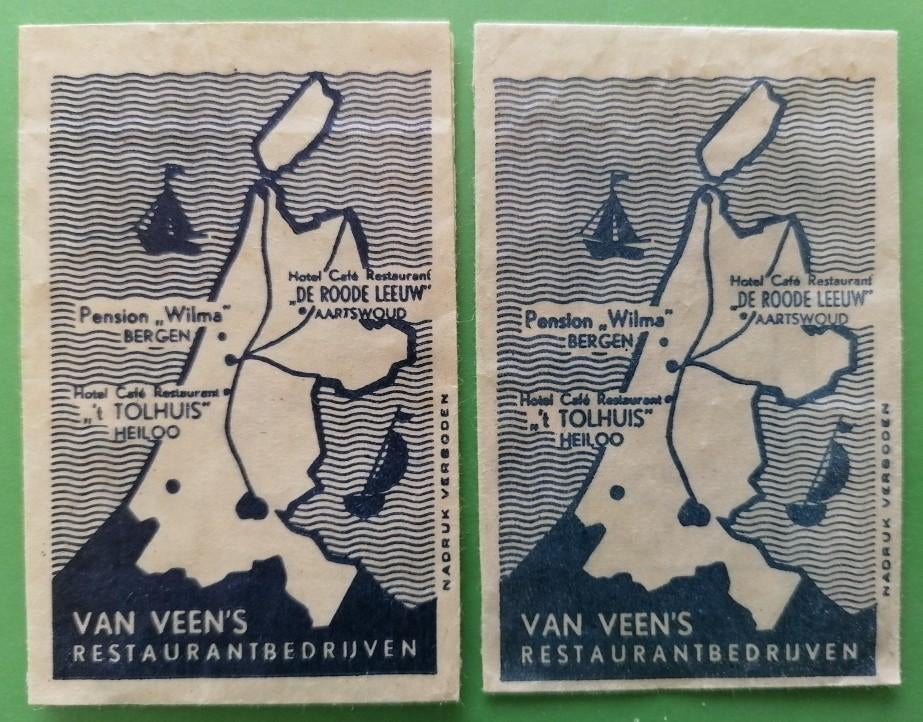 Hotel Café Restaurant
„DE ROODE LEEUW"
AARTSWOUD
Pension „Wilma"
BERGEN
Hotel Café Restaurant
„'t TOLHUIS"
HEILOO
NADRUK VERBODEN
VAN VEEN'S
RESTAURANTBEDRIJVEN
Hotel Café Restaurant
„DE ROODE LEEUW"
AARTSWOUD
Pension „Wilma"
BERGEN
Hotel Café Restaurant
„'t TOLHUIS"
HEILOO
NADRUK VERBODEN
VAN VEEN'S
RESTAURANTBEDRIJVEN